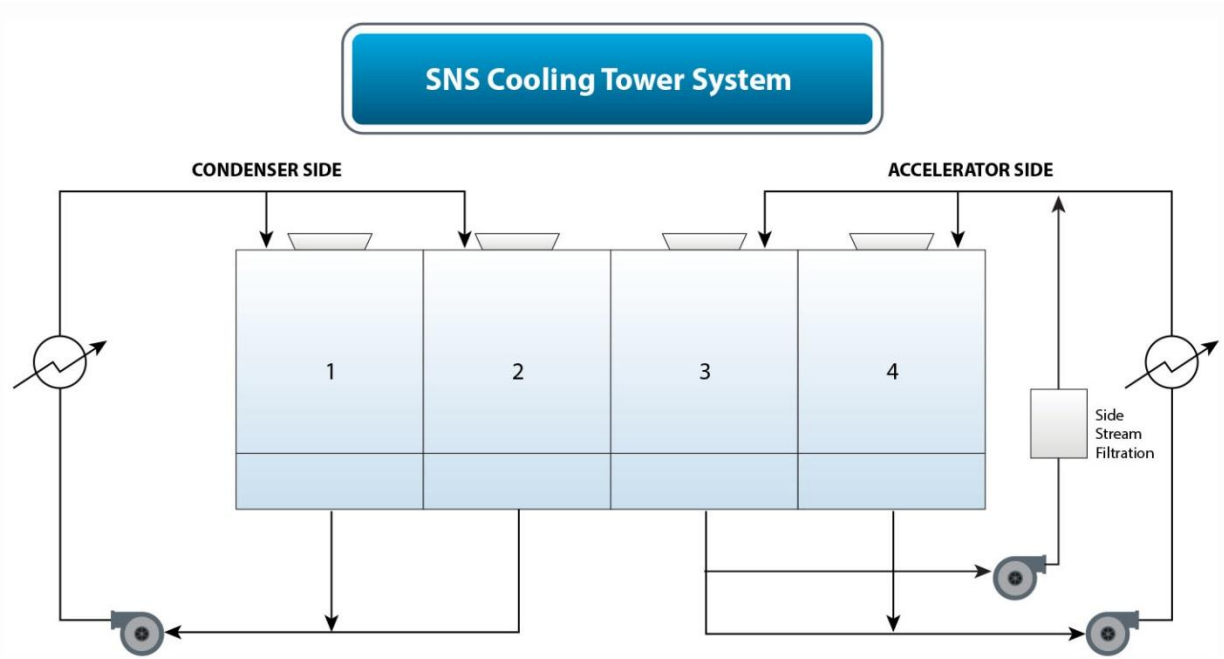 SNS Cooling Tower System
CONDENSER SIDE
ACCELERATOR SIDE
1
2
3
4
Side
Stream
Filtration